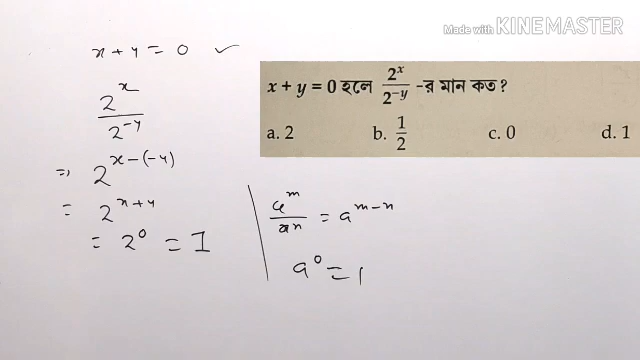 Made with KINEMASTER
x + y = 0 ✓
2^x / 2^-y
=> 2^x-(-y)
= 2^x+y
= 2^0 = 1
x + y = 0 হলে 2^x / 2^-y -র মান কত?
a. 2 b. 1/2 c. 0 d. 1
a^m / a^n = a^m-n
a^0 = 1